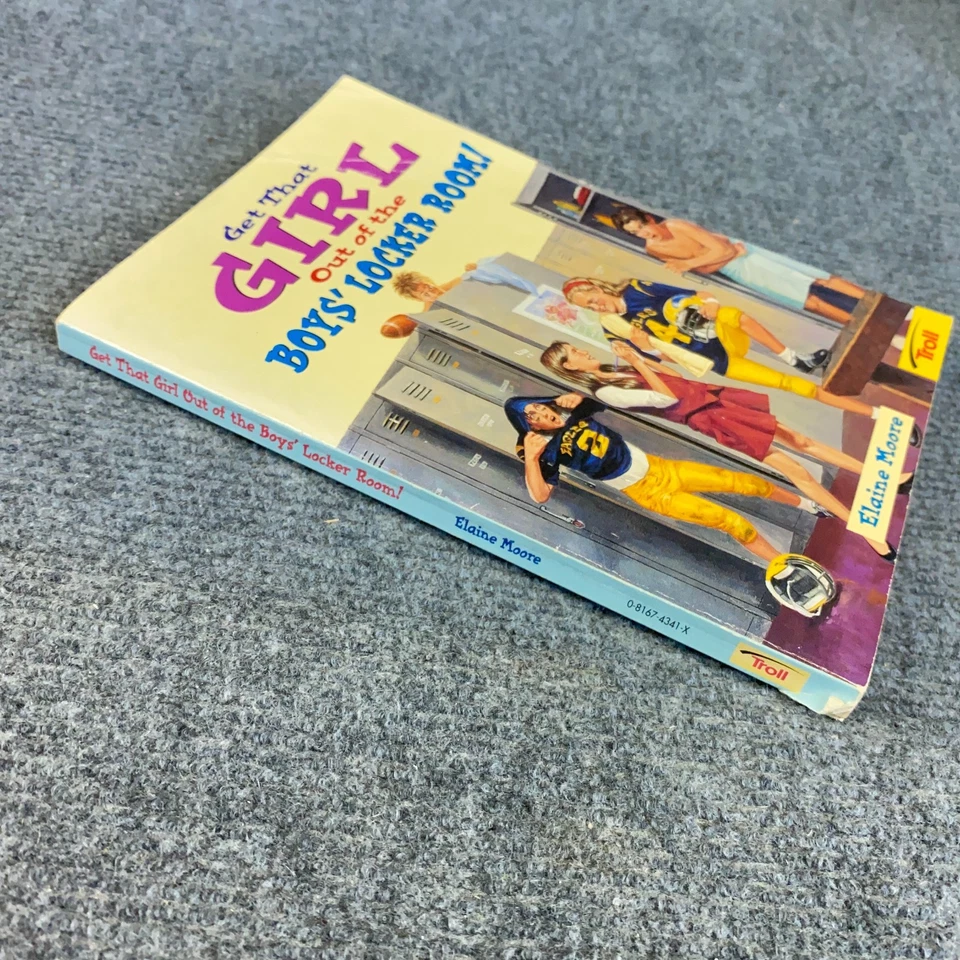 Get That
GIRL
Out of the
BOYS' LOCKER ROOM!
Troll
Elaine Moore
2
Get That Girl Out of the Boys' Locker Room!
Elaine Moore
0-8167-4341-X
Troll